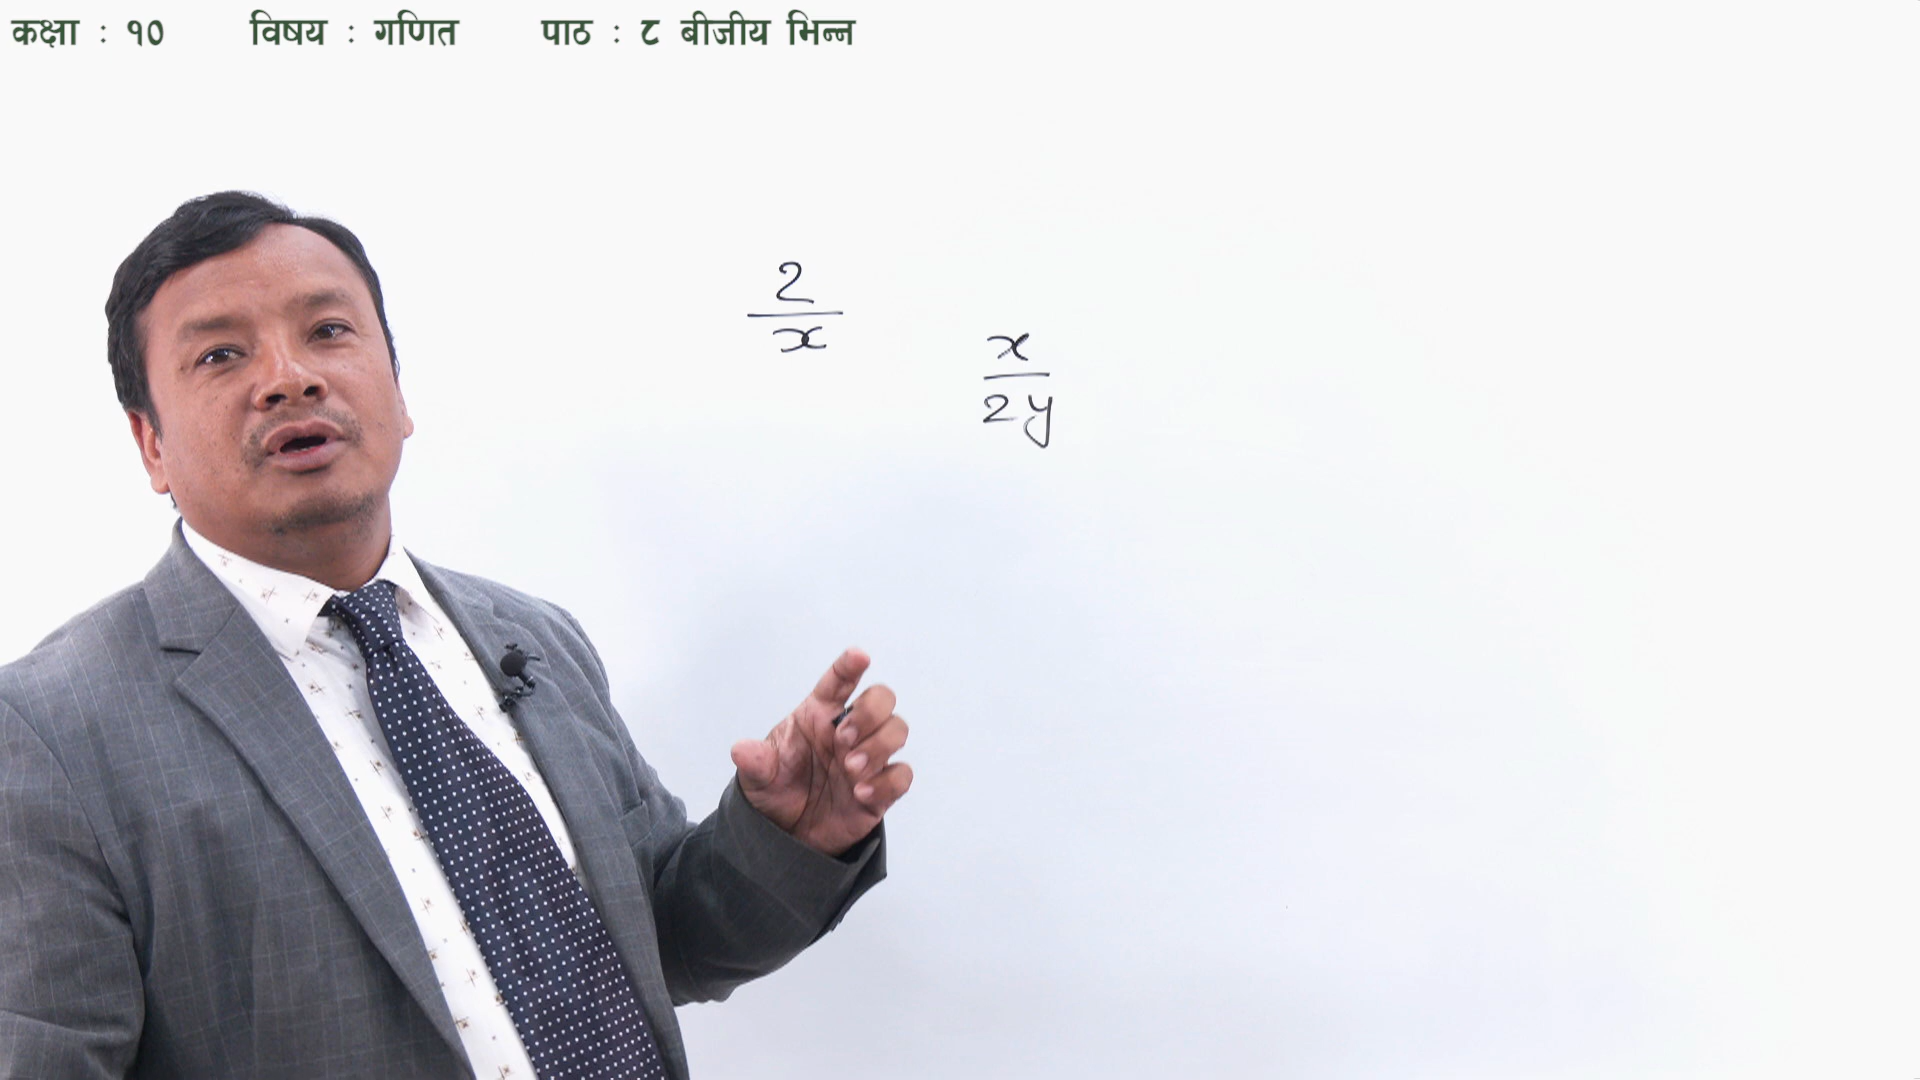 कक्षा : १० विषय : गणित पाठ : ८ बीजीय भिन्न
2
x
x
2y